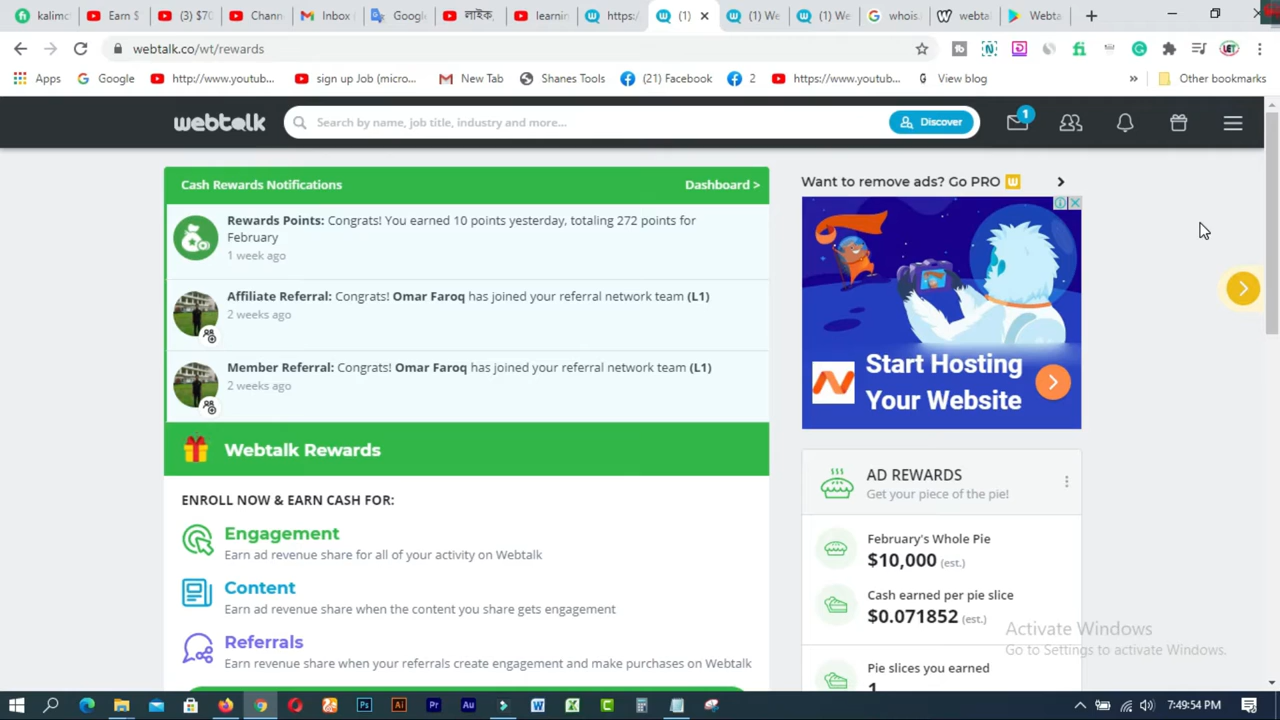 kalimc
Earn $
(3) $70
Chann
Inbox (
Google
লাইক,
learnin
https:/
(1)
(1) We
(1) We
whois.
webtal
Webta
webtalk.co/wt/rewards
Apps
Google
http://www.youtub...
sign up Job (micro...
New Tab
Shanes Tools
(21) Facebook
2
https://www.youtub...
View blog
»
Other bookmarks
webtalk
Search by name, job title, industry and more...
Discover
1
Cash Rewards Notifications
Dashboard >
Rewards Points: Congrats! You earned 10 points yesterday, totaling 272 points for
February
1 week ago
Affiliate Referral: Congrats! Omar Faroq has joined your referral network team (L1)
2 weeks ago
Member Referral: Congrats! Omar Faroq has joined your referral network team (L1)
2 weeks ago
Webtalk Rewards
ENROLL NOW & EARN CASH FOR:
Engagement
Earn ad revenue share for all of your activity on Webtalk
Content
Earn ad revenue share when the content you share gets engagement
Referrals
Earn revenue share when your referrals create engagement and make purchases on Webtalk
Want to remove ads? Go PRO
Start Hosting
Your Website
AD REWARDS
Get your piece of the pie!
February's Whole Pie
$10,000 (est.)
Cash earned per pie slice
$0.071852 (est.)
Pie slices you earned
1
Activate Windows
Go to Settings to activate Windows.
7:49:54 PM